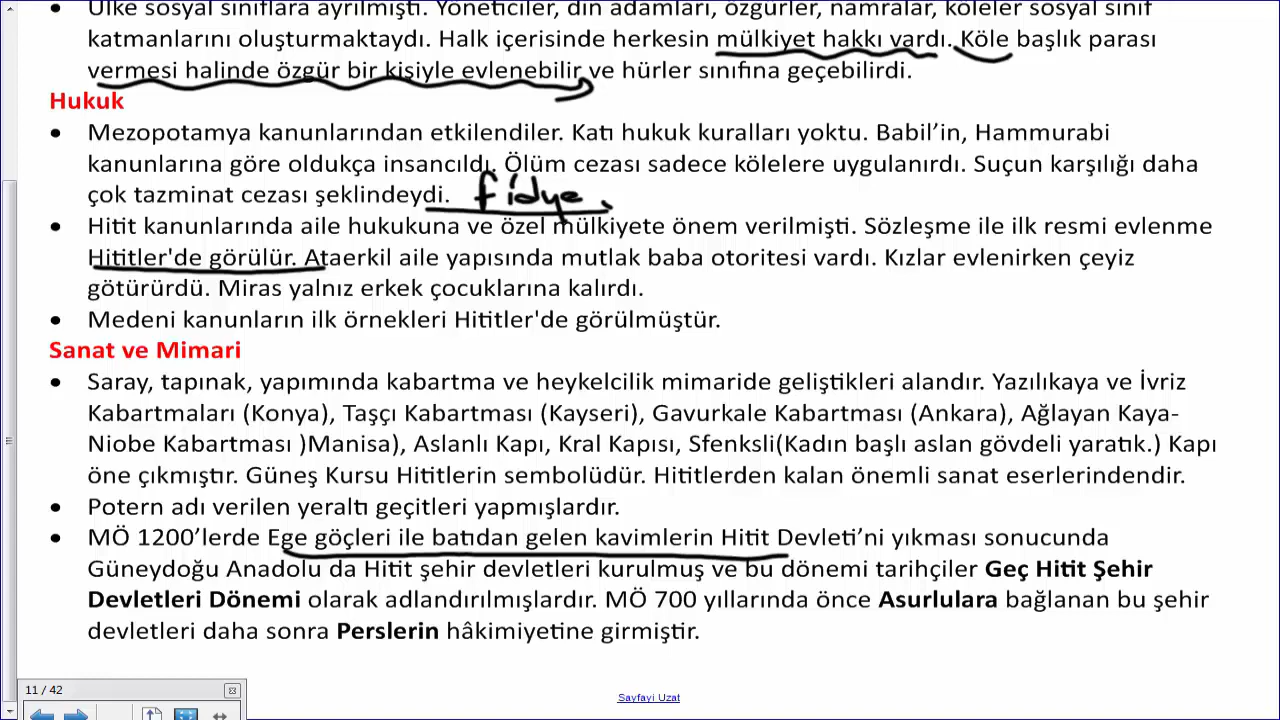 Ülke sosyal sınıflara ayrılmıştı. Yöneticiler, din adamları, özgürler, namralar, köleler sosyal sınıf
katmanlarını oluşturmaktaydı. Halk içerisinde herkesin mülkiyet hakkı vardı. Köle başlık parası
vermesi halinde özgür bir kişiyle evlenebilir ve hürler sınıfına geçebilirdi.
Hukuk
• Mezopotamya kanunlarından etkilendiler. Katı hukuk kuralları yoktu. Babil’in, Hammurabi
kanunlarına göre oldukça insancıldı. Ölüm cezası sadece kölelere uygulanırdı. Suçun karşılığı daha
çok tazminat cezası şeklindeydi. fidye
• Hitit kanunlarında aile hukukuna ve özel mülkiyete önem verilmişti. Sözleşme ile ilk resmi evlenme
Hititler'de görülür. Ataerkil aile yapısında mutlak baba otoritesi vardı. Kızlar evlenirken çeyiz
götürürdü. Miras yalnız erkek çocuklarına kalırdı.
• Medeni kanunların ilk örnekleri Hititler'de görülmüştür.
Sanat ve Mimari
• Saray, tapınak, yapımında kabartma ve heykelcilik mimaride geliştikleri alandır. Yazılıkaya ve İvriz
Kabartmaları (Konya), Taşçı Kabartması (Kayseri), Gavurkale Kabartması (Ankara), Ağlayan Kaya-
Niobe Kabartması )Manisa), Aslanlı Kapı, Kral Kapısı, Sfenksli(Kadın başlı aslan gövdeli yaratık.) Kapı
öne çıkmıştır. Güneş Kursu Hititlerin sembolüdür. Hititlerden kalan önemli sanat eserlerindendir.
• Potern adı verilen yeraltı geçitleri yapmışlardır.
• MÖ 1200’lerde Ege göçleri ile batıdan gelen kavimlerin Hitit Devleti’ni yıkması sonucunda
Güneydoğu Anadolu da Hitit şehir devletleri kurulmuş ve bu dönemi tarihçiler Geç Hitit Şehir
Devletleri Dönemi olarak adlandırılmışlardır. MÖ 700 yıllarında önce Asurlulara bağlanan bu şehir
devletleri daha sonra Perslerin hâkimiyetine girmiştir.
11 / 42
Sayfayi Uzat